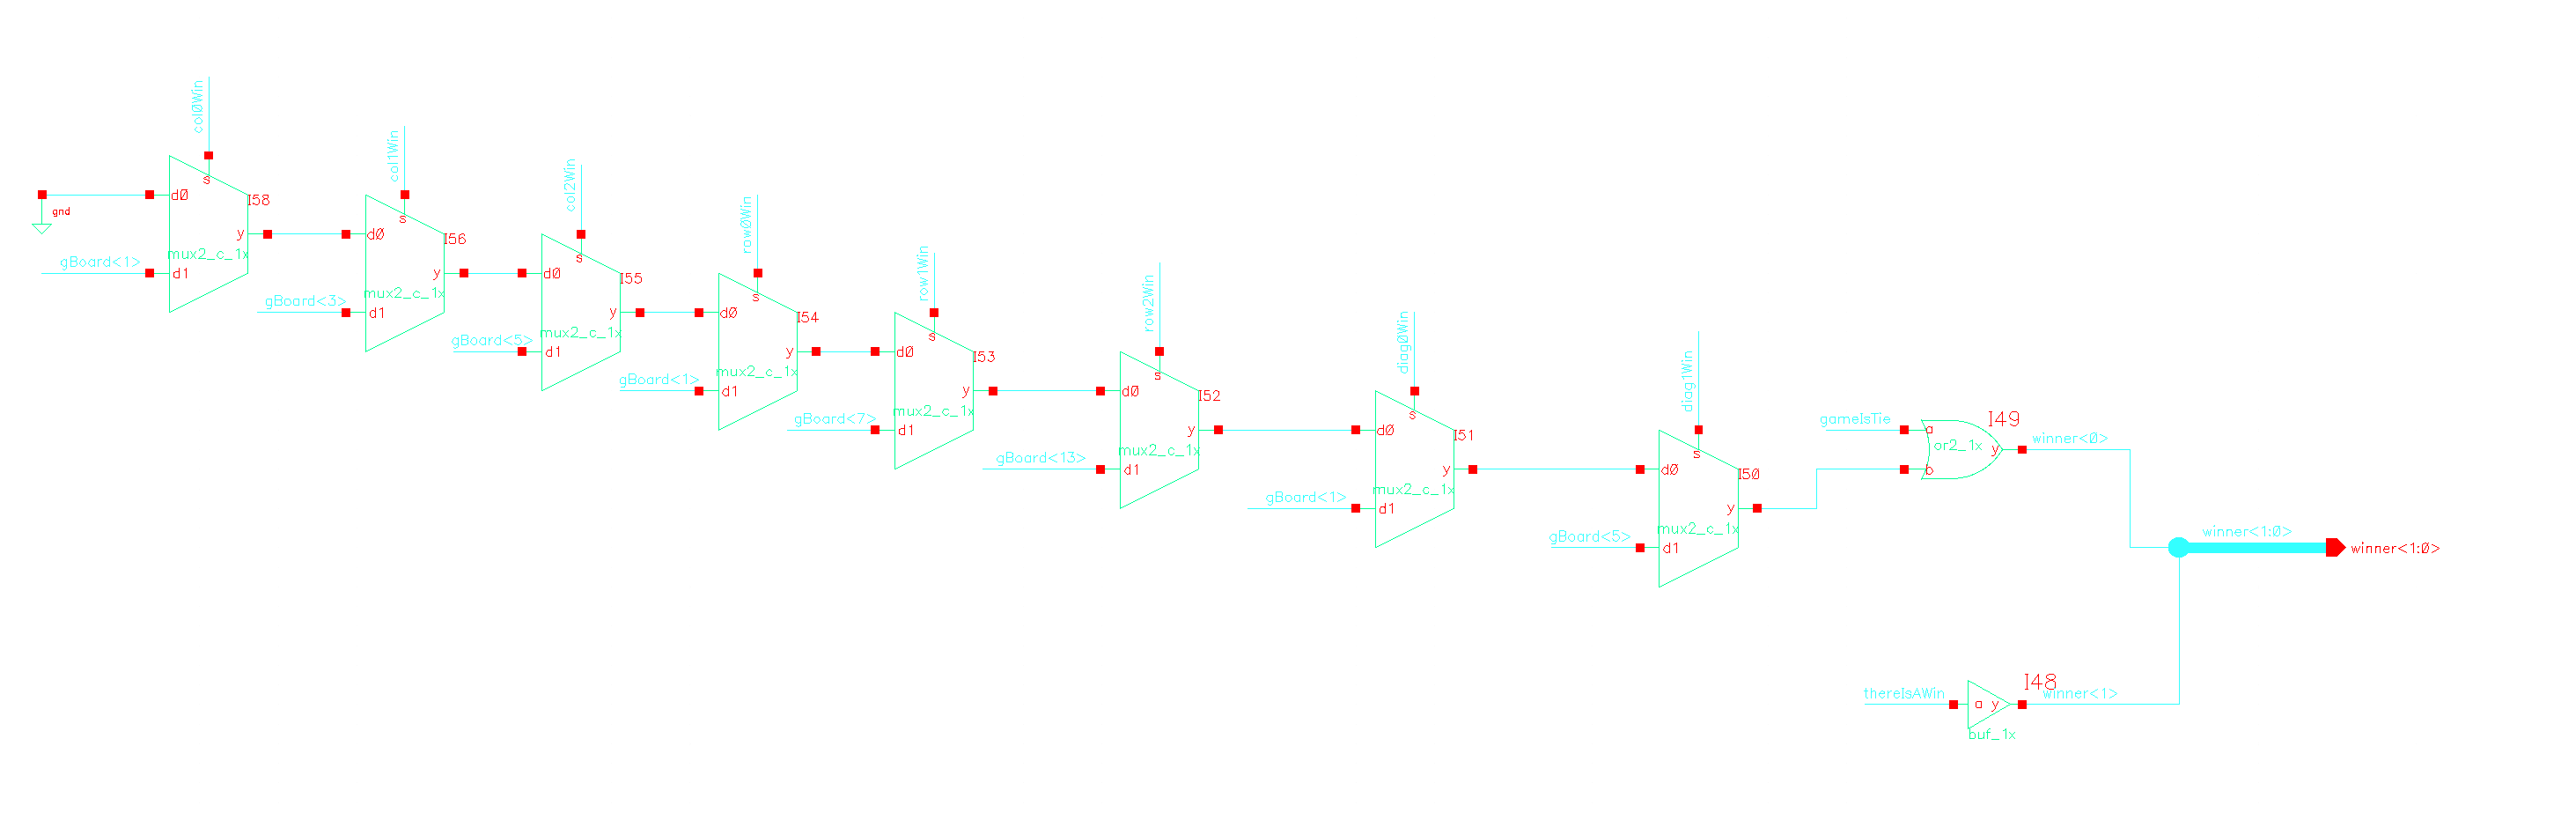 col0Win
d0
s
I58
gnd
y
mux2_c_1x
gBoard<1>
d1
col1Win
d0
s
I56
y
mux2_c_1x
gBoard<3>
d1
col2Win
d0
s
I55
y
mux2_c_1x
gBoard<5>
d1
row0Win
d0
s
I54
y
mux2_c_1x
gBoard<1>
d1
row1Win
d0
s
I53
y
mux2_c_1x
gBoard<7>
d1
row2Win
d0
s
I52
y
mux2_c_1x
gBoard<13>
d1
diag0Win
d0
s
I51
y
mux2_c_1x
gBoard<1>
d1
diag1Win
d0
s
I50
y
mux2_c_1x
gBoard<5>
d1
gameIsTie
a
I49
or2_1x
y
b
winner<0>
winner<1:0>
winner<1:0>
thereIsAWin
a y
I48
winner<1>
buf_1x